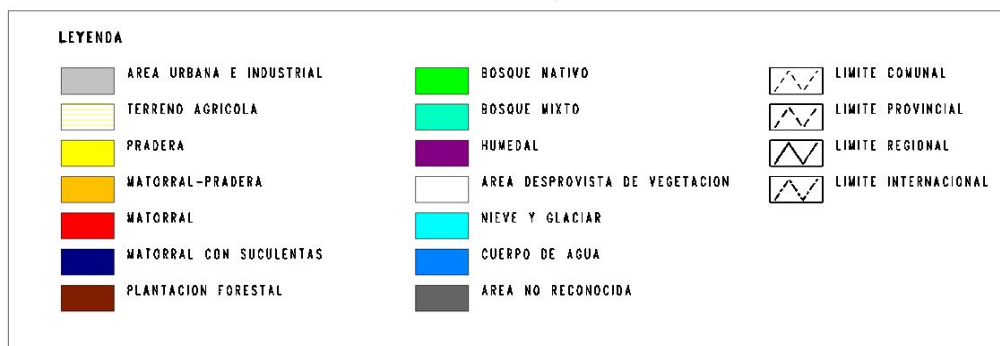 LEYENDA
AREA URBANA E INDUSTRIAL
TERRENO AGRICOLA
PRADERA
MATORRAL-PRADERA
MATORRAL
MATORRAL CON SUCULENTAS
PLANTACION FORESTAL
BOSQUE NATIVO
BOSQUE MIXTO
HUMEDAL
AREA DESPROVISTA DE VEGETACION
NIEVE Y GLACIAR
CUERPO DE AGUA
AREA NO RECONOCIDA
LIMITE COMUNAL
LIMITE PROVINCIAL
LIMITE REGIONAL
LIMITE INTERNACIONAL